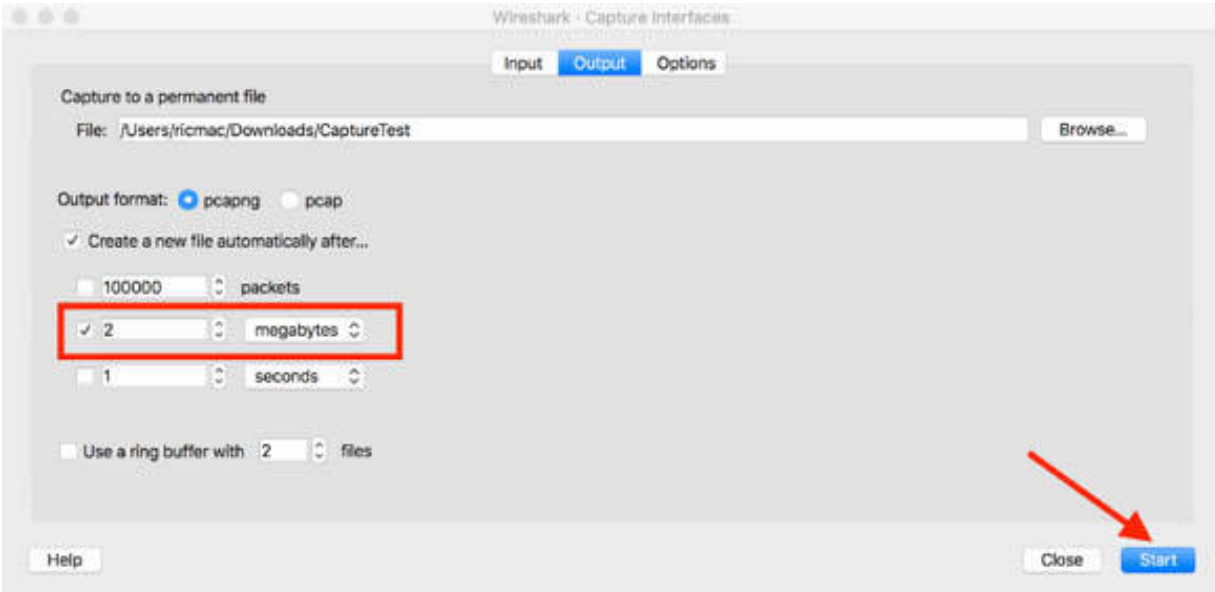 Wireshark · Capture Interfaces
Input Output Options
Capture to a permanent file
File: /Users/ricmac/Downloads/CaptureTest Browse...
Output format: pcapng pcap
Create a new file automatically after...
100000 packets
2 megabytes
1 seconds
Use a ring buffer with 2 files
Help Close Start